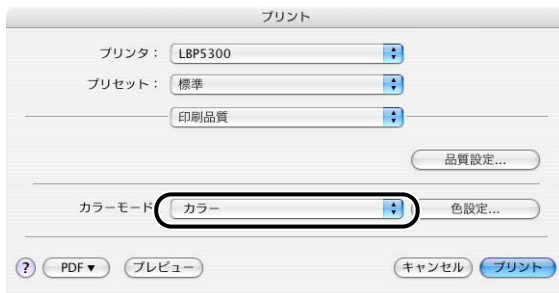 プリント
プリンタ： LBP5300
プリセット： 標準
印刷品質
品質設定...
カラーモード カラー 色設定...
? PDF▼ プレビュー キャンセル プリント